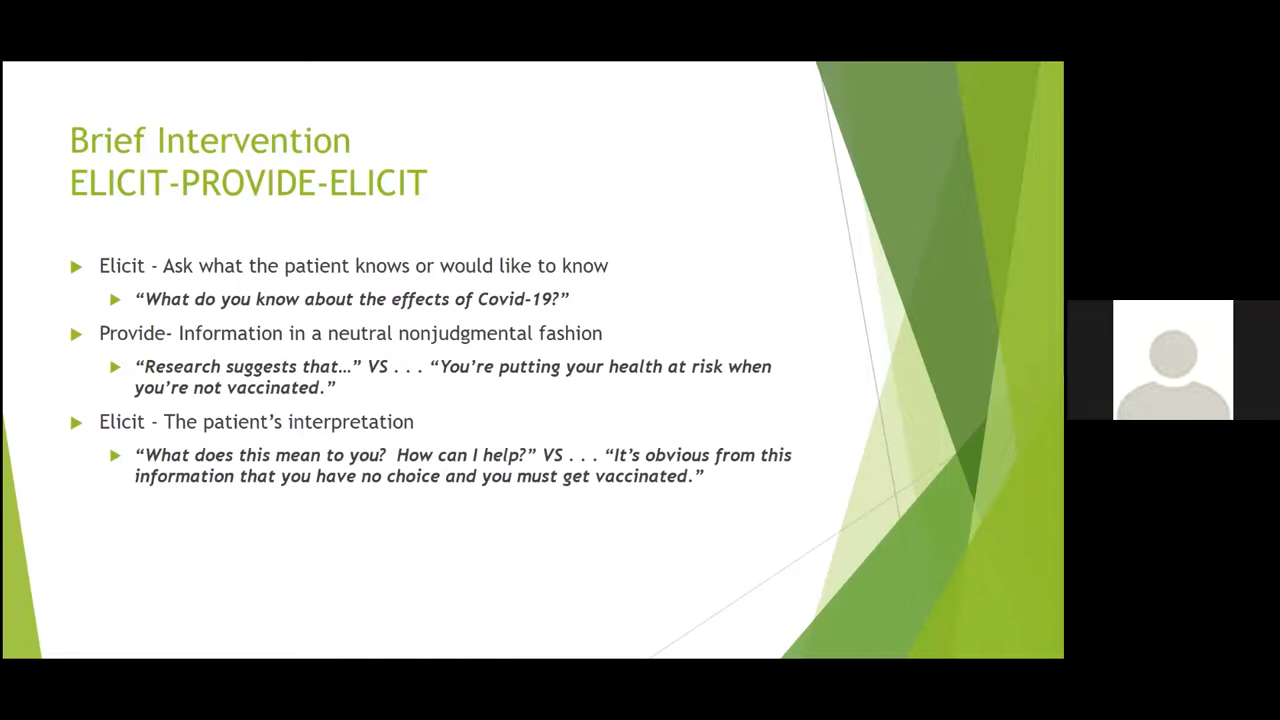 Brief Intervention
ELICIT-PROVIDE-ELICIT
Elicit - Ask what the patient knows or would like to know
“What do you know about the effects of Covid-19?”
Provide- Information in a neutral nonjudgmental fashion
“Research suggests that…” VS . . . “You’re putting your health at risk when
you’re not vaccinated.”
Elicit - The patient’s interpretation
“What does this mean to you?  How can I help?” VS . . . “It’s obvious from this
information that you have no choice and you must get vaccinated.”